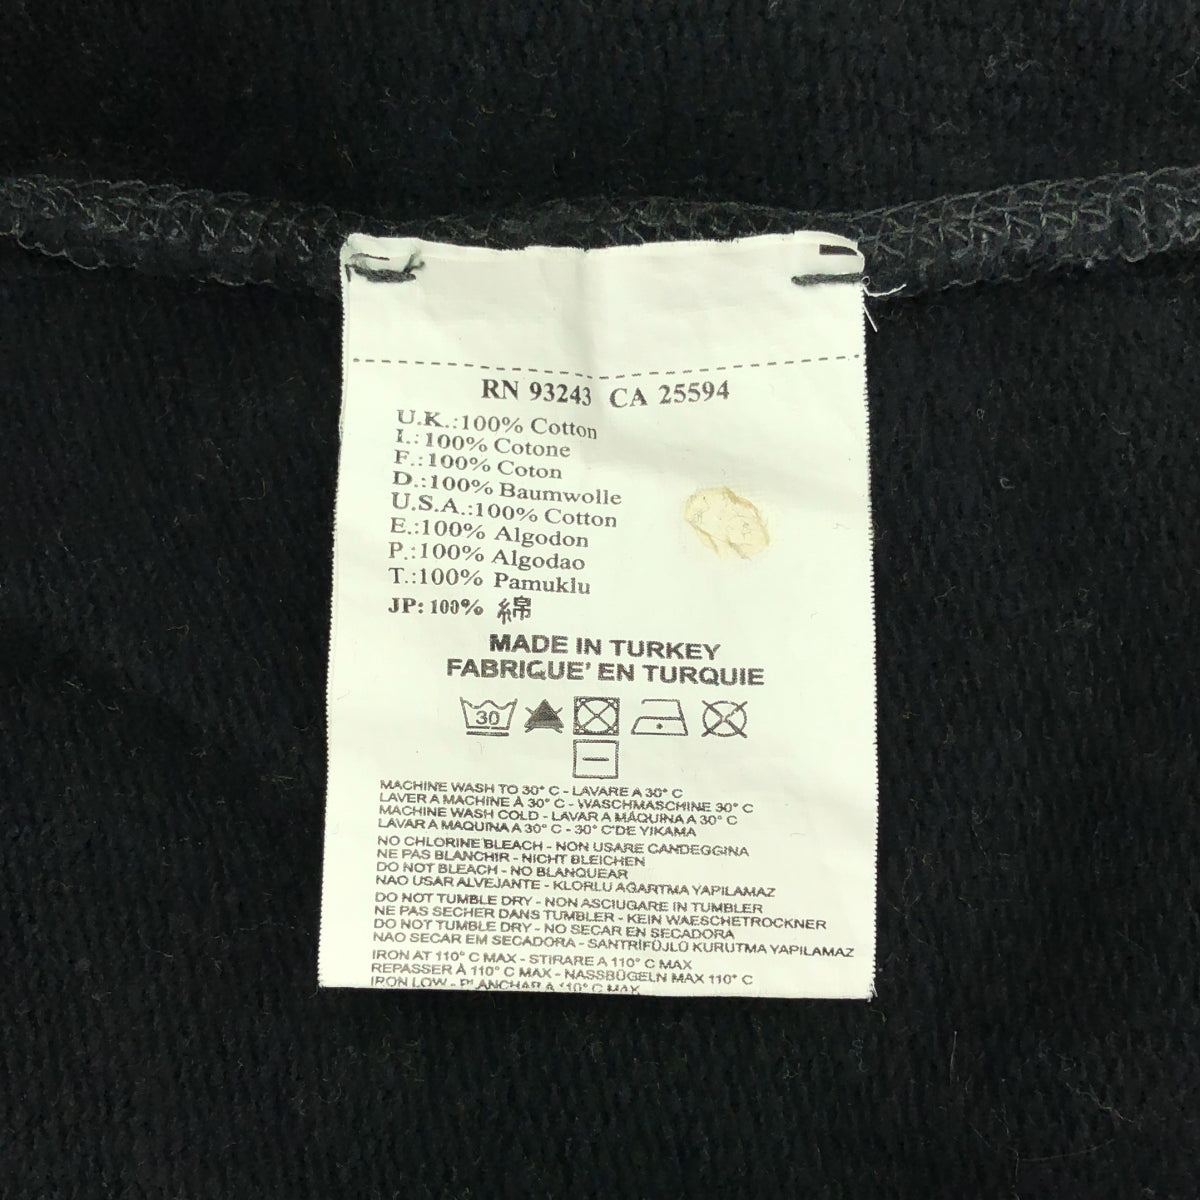 RN 93243 CA 25594
U.K.:100% Cotton
I.:100% Cotone
F.:100% Coton
D.:100% Baumwolle
U.S.A.:100% Cotton
E.:100% Algodon
P.:100% Algodao
T.:100% Pamuklu
JP: 100% 綿
MADE IN TURKEY
FABRIQUE' EN TURQUIE
30
MACHINE WASH TO 30° C - LAVARE A 30° C
LAVER A MACHINE À 30° C - WASCHMASCHINE 30° C
MACHINE WASH COLD - LAVAR A MÁQUINA A 30° C
LAVAR A MAQUINA A 30° C - 30° C'DE YIKAMA
NO CHLORINE BLEACH - NON USARE CANDEGGINA
NE PAS BLANCHIR - NICHT BLEICHEN
DO NOT BLEACH - NO BLANQUEAR
NAO USAR ALVEJANTE - KLORLU AĞARTMA YAPILAMAZ
DO NOT TUMBLE DRY - NON ASCIUGARE IN TUMBLER
NE PAS SECHER DANS TUMBLER - KEIN WAESCHETROCKNER
DO NOT TUMBLE DRY - NO SECAR EN SECADORA
NAO SECAR EM SECADORA - SANTRİFÜJLÜ KURUTMA YAPILAMAZ
IRON AT 110° C MAX - STIRARE A 110° C MAX
REPASSER À 110° C MAX - NASSBÜGELN MAX 110° C
IRON LOW - PLANCHAR A 110° C MAX